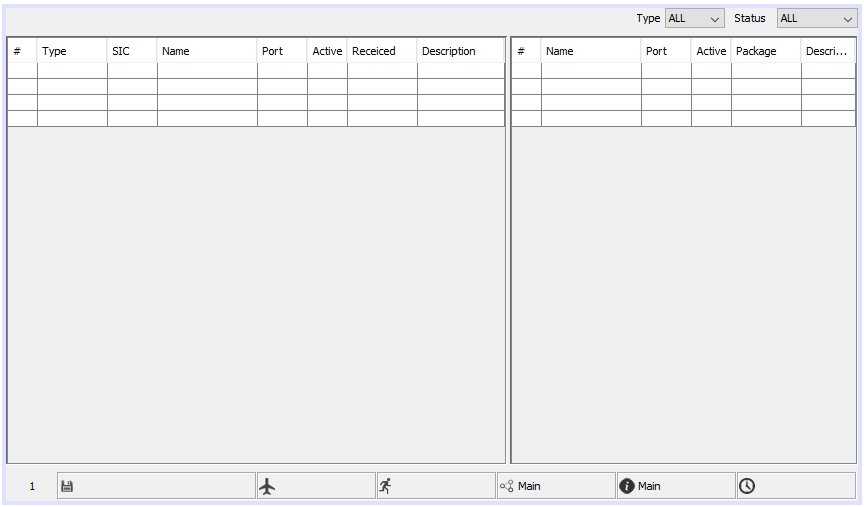 Type ALL Status ALL
# Type SIC Name Port Active Receiced Description # Name Port Active Package Descri...
1 Main Main